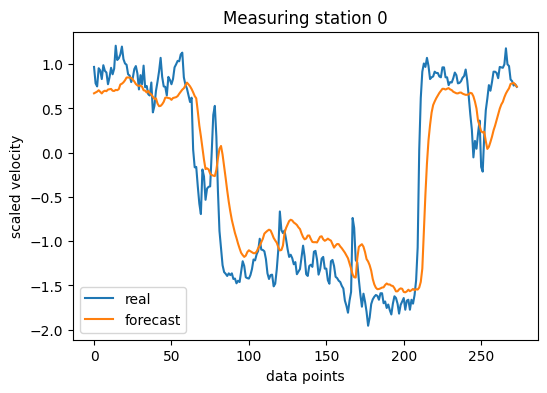 Measuring station 0
scaled velocity
1.0
0.5
0.0
−0.5
−1.0
−1.5
−2.0
real
forecast
0 50 100 150 200 250
data points